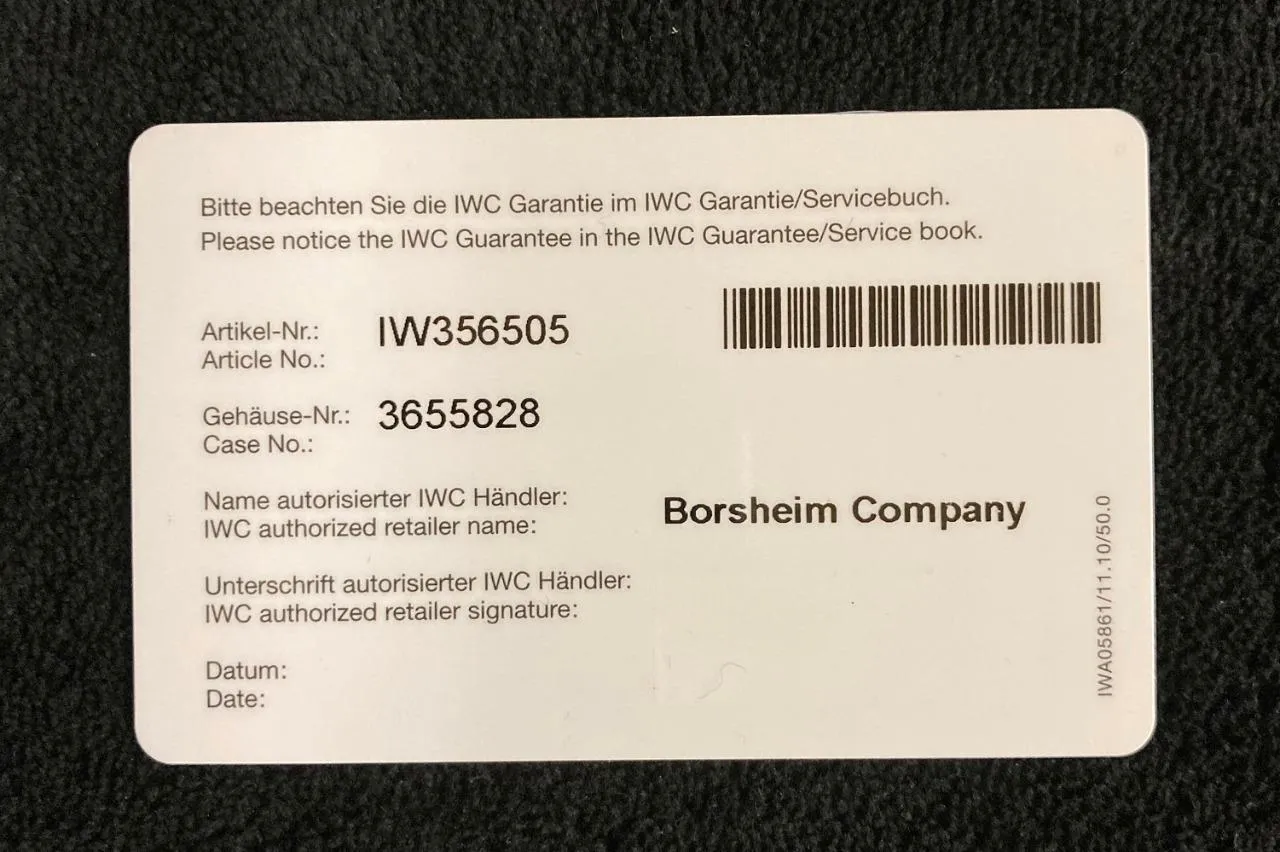 Bitte beachten Sie die IWC Garantie im IWC Garantie/Servicebuch.
Please notice the IWC Guarantee in the IWC Guarantee/Service book.
Artikel-Nr.: IW356505
Article No.:
Gehäuse-Nr.: 3655828
Case No.:
Name autorisierter IWC Händler:
IWC authorized retailer name:
Borsheim Company
Unterschrift autorisierter IWC Händler:
IWC authorized retailer signature:
Datum:
Date:
IWA05861/11.10/50.0